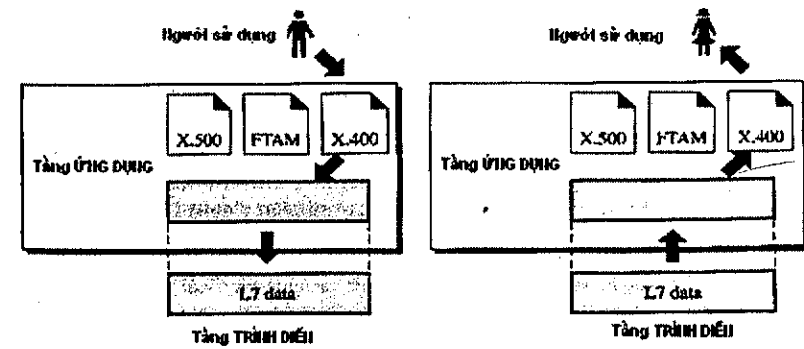 Người sử dụng
X.500 FTAM X.400
Tầng ỨNG DỤNG
L7 data
Tầng TRÌNH DIỄN
Người sử dụng
X.500 FTAM X.400
Tầng ỨNG DỤNG
L7 data
Tầng TRÌNH DIỄN